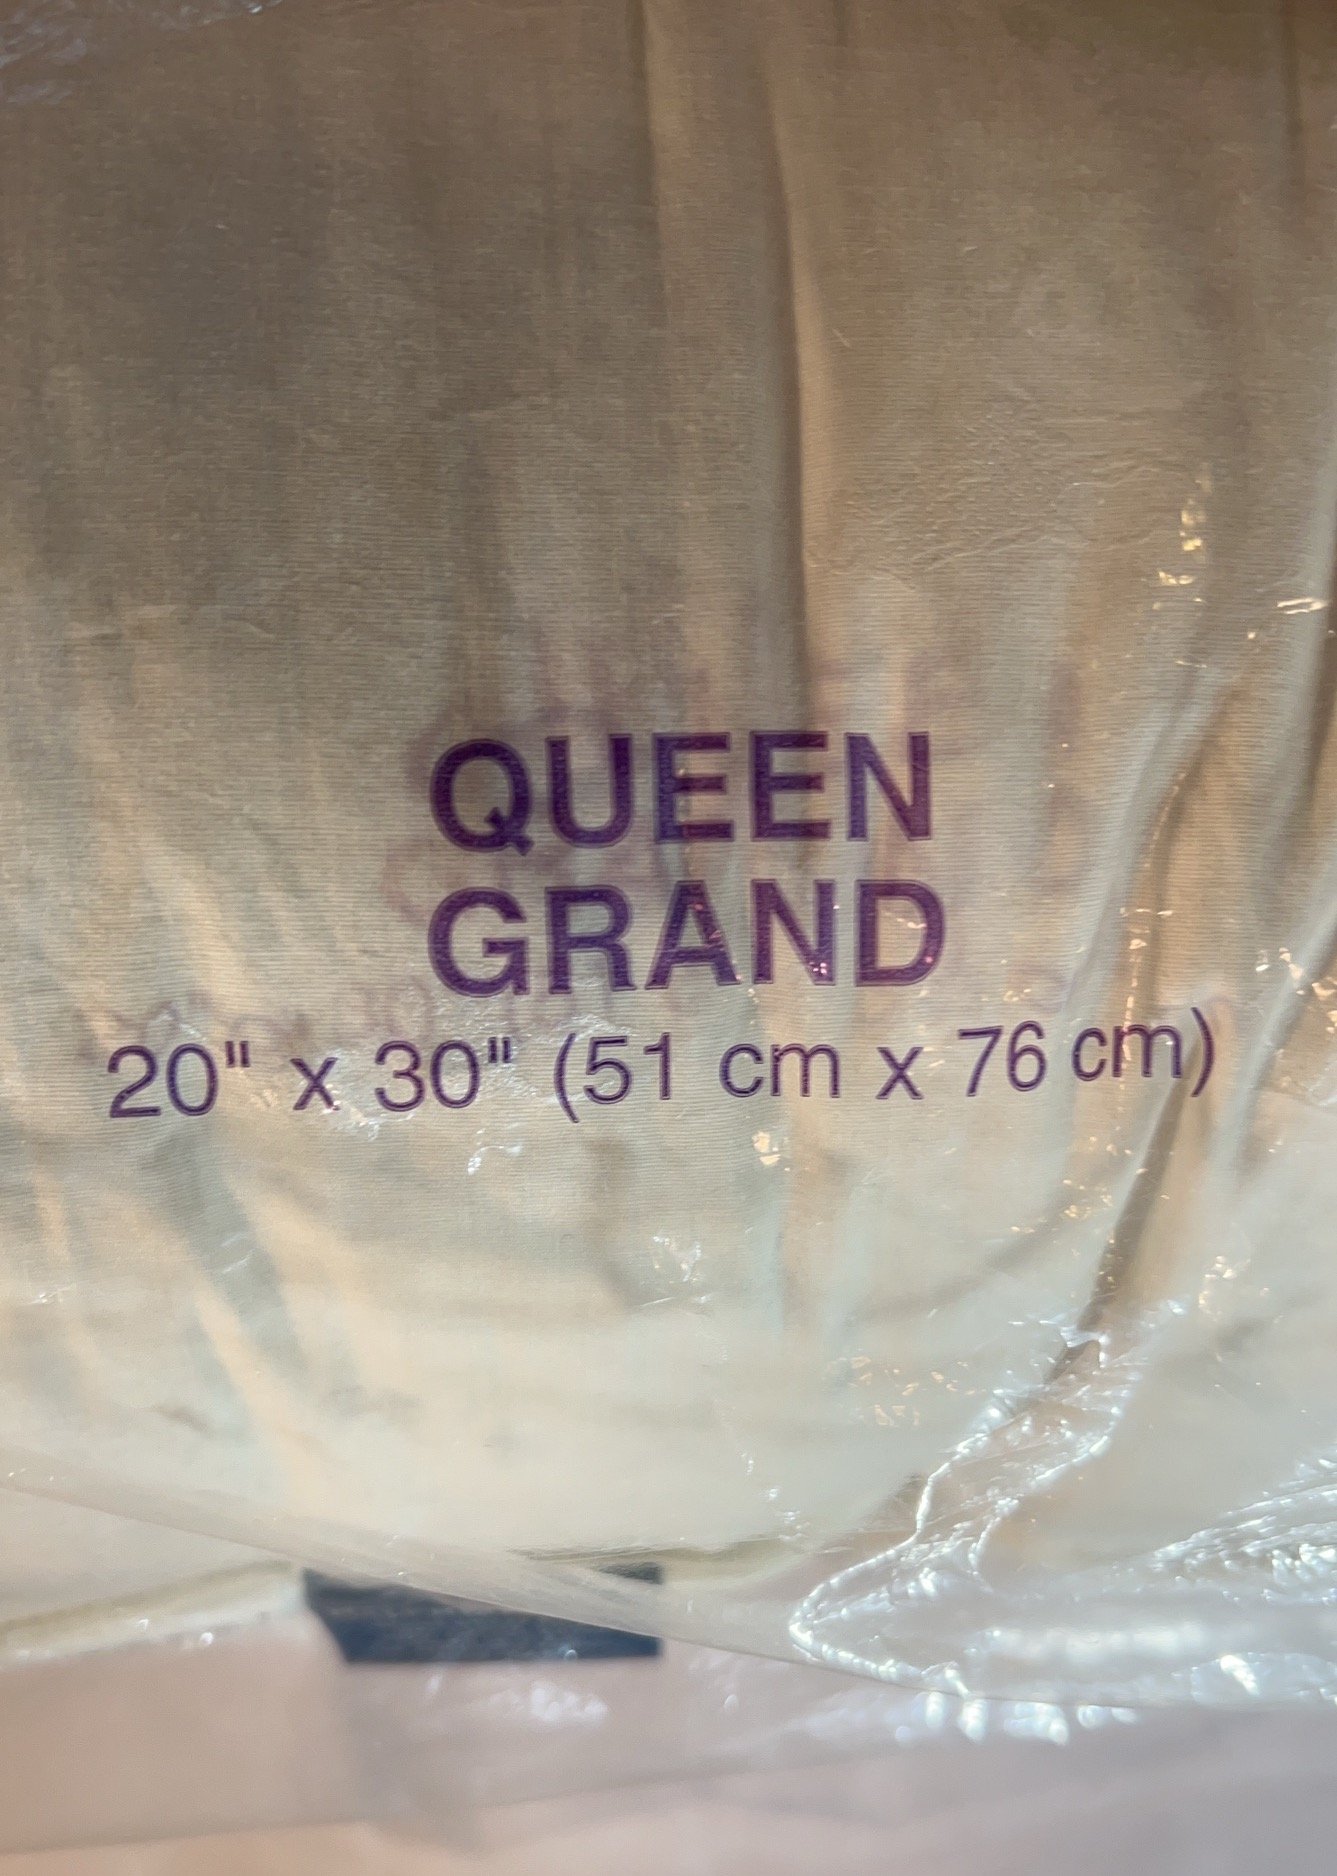 QUEEN
GRAND
20" x 30" (51 cm x 76 cm)